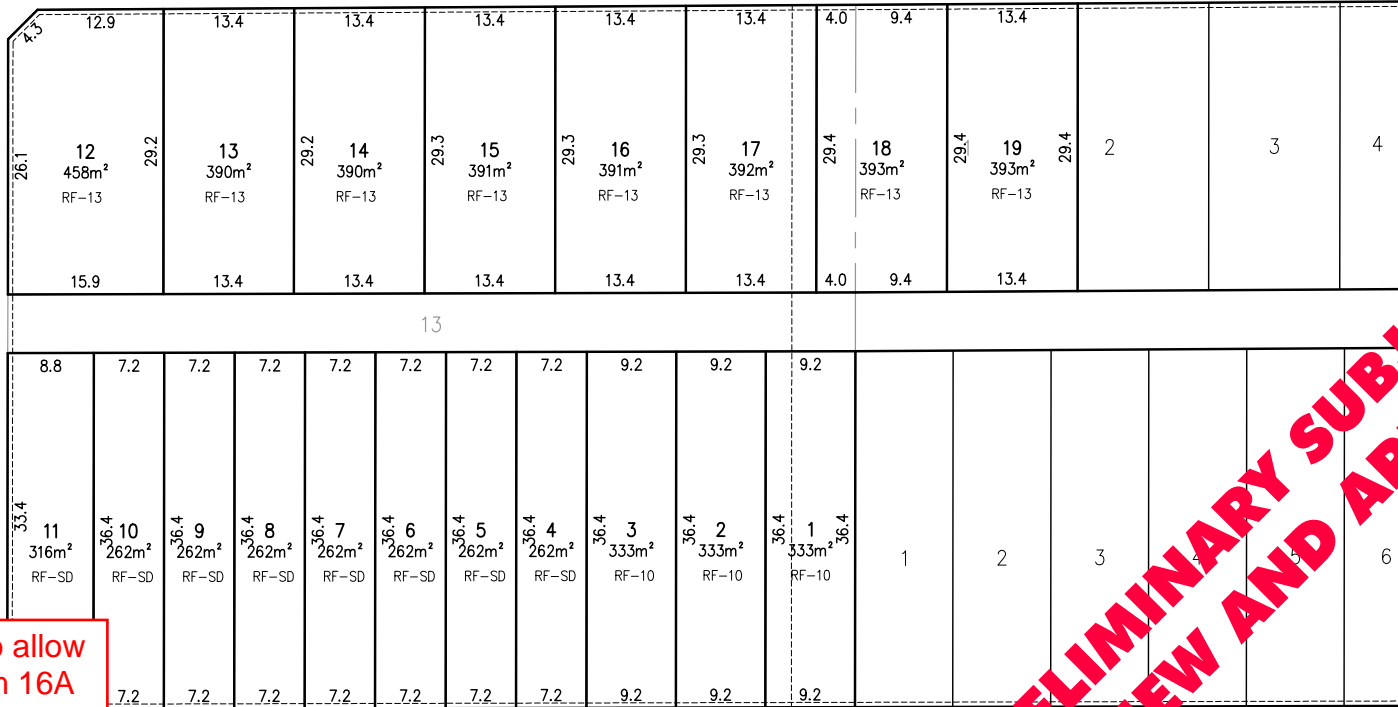 4.3 12.9 13.4 13.4 13.4 13.4 13.4 4.0 9.4 13.4
26.1 29.2 29.2 29.3 29.3 29.3 29.4 29.4 29.4
12 13 14 15 16 17 18 19 2 3 4
458m² 390m² 390m² 391m² 391m² 392m² 393m² 393m²
RF-13 RF-13 RF-13 RF-13 RF-13 RF-13 RF-13 RF-13
15.9 13.4 13.4 13.4 13.4 13.4 4.0 9.4 13.4
13
8.8 7.2 7.2 7.2 7.2 7.2 7.2 7.2 9.2 9.2 9.2
33.4 36.4 36.4 36.4 36.4 36.4 36.4 36.4 36.4 36.4 36.4 36.4
11 10 9 8 7 6 5 4 3 2 1 1 2 3 4 5 6
316m² 262m² 262m² 262m² 262m² 262m² 262m² 262m² 333m² 333m² 333m²
RF-SD RF-SD RF-SD RF-SD RF-SD RF-SD RF-SD RF-SD RF-10 RF-10 RF-10
allow
16A
7.2 7.2 7.2 7.2 7.2 7.2 7.2 9.2 9.2 9.2
ELIMINARY SUBJ
EW AND AP